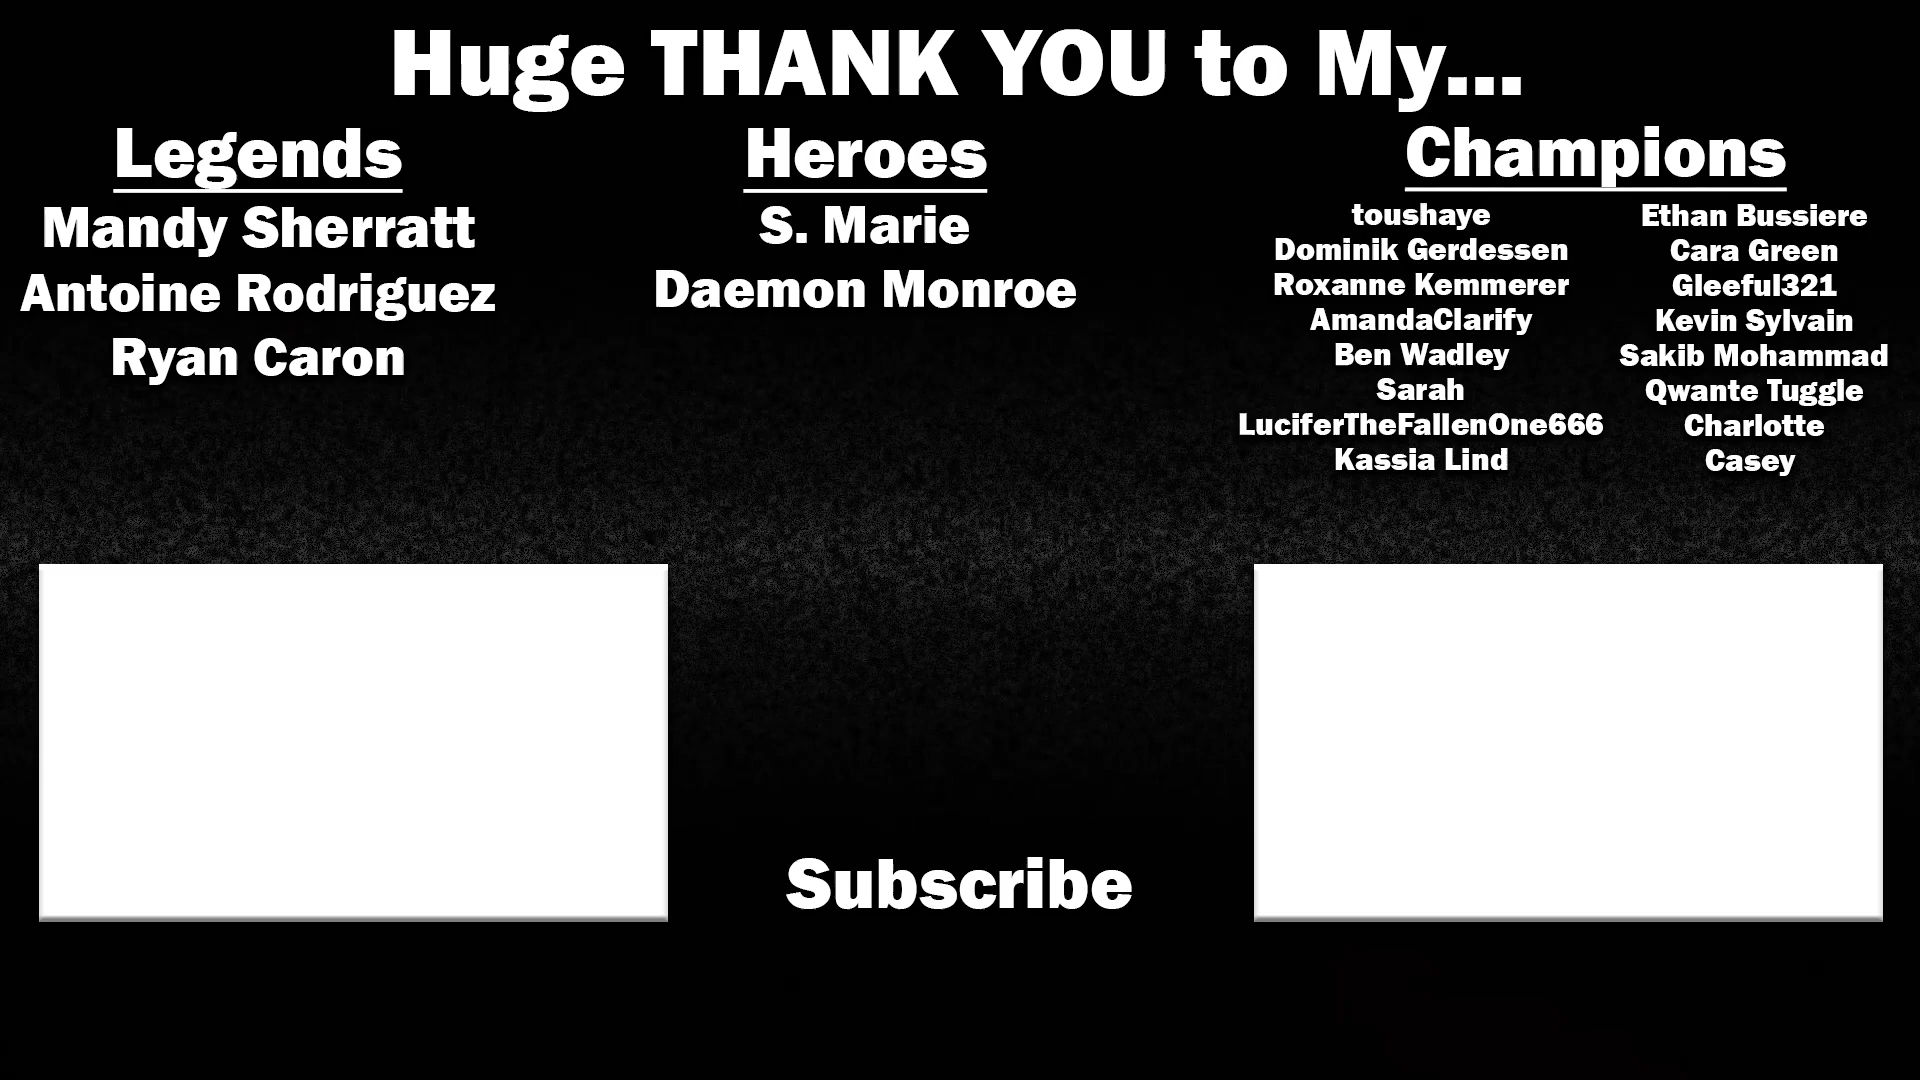 Huge THANK YOU to My...
Legends
Mandy Sherratt
Antoine Rodriguez
Ryan Caron
Heroes
S. Marie
Daemon Monroe
Champions
toushaye
Dominik Gerdessen
Roxanne Kemmerer
AmandaClarify
Ben Wadley
Sarah
LuciferTheFallenOne666
Kassia Lind
Ethan Bussiere
Cara Green
Gleeful321
Kevin Sylvain
Sakib Mohammad
Qwante Tuggle
Charlotte
Casey
Subscribe